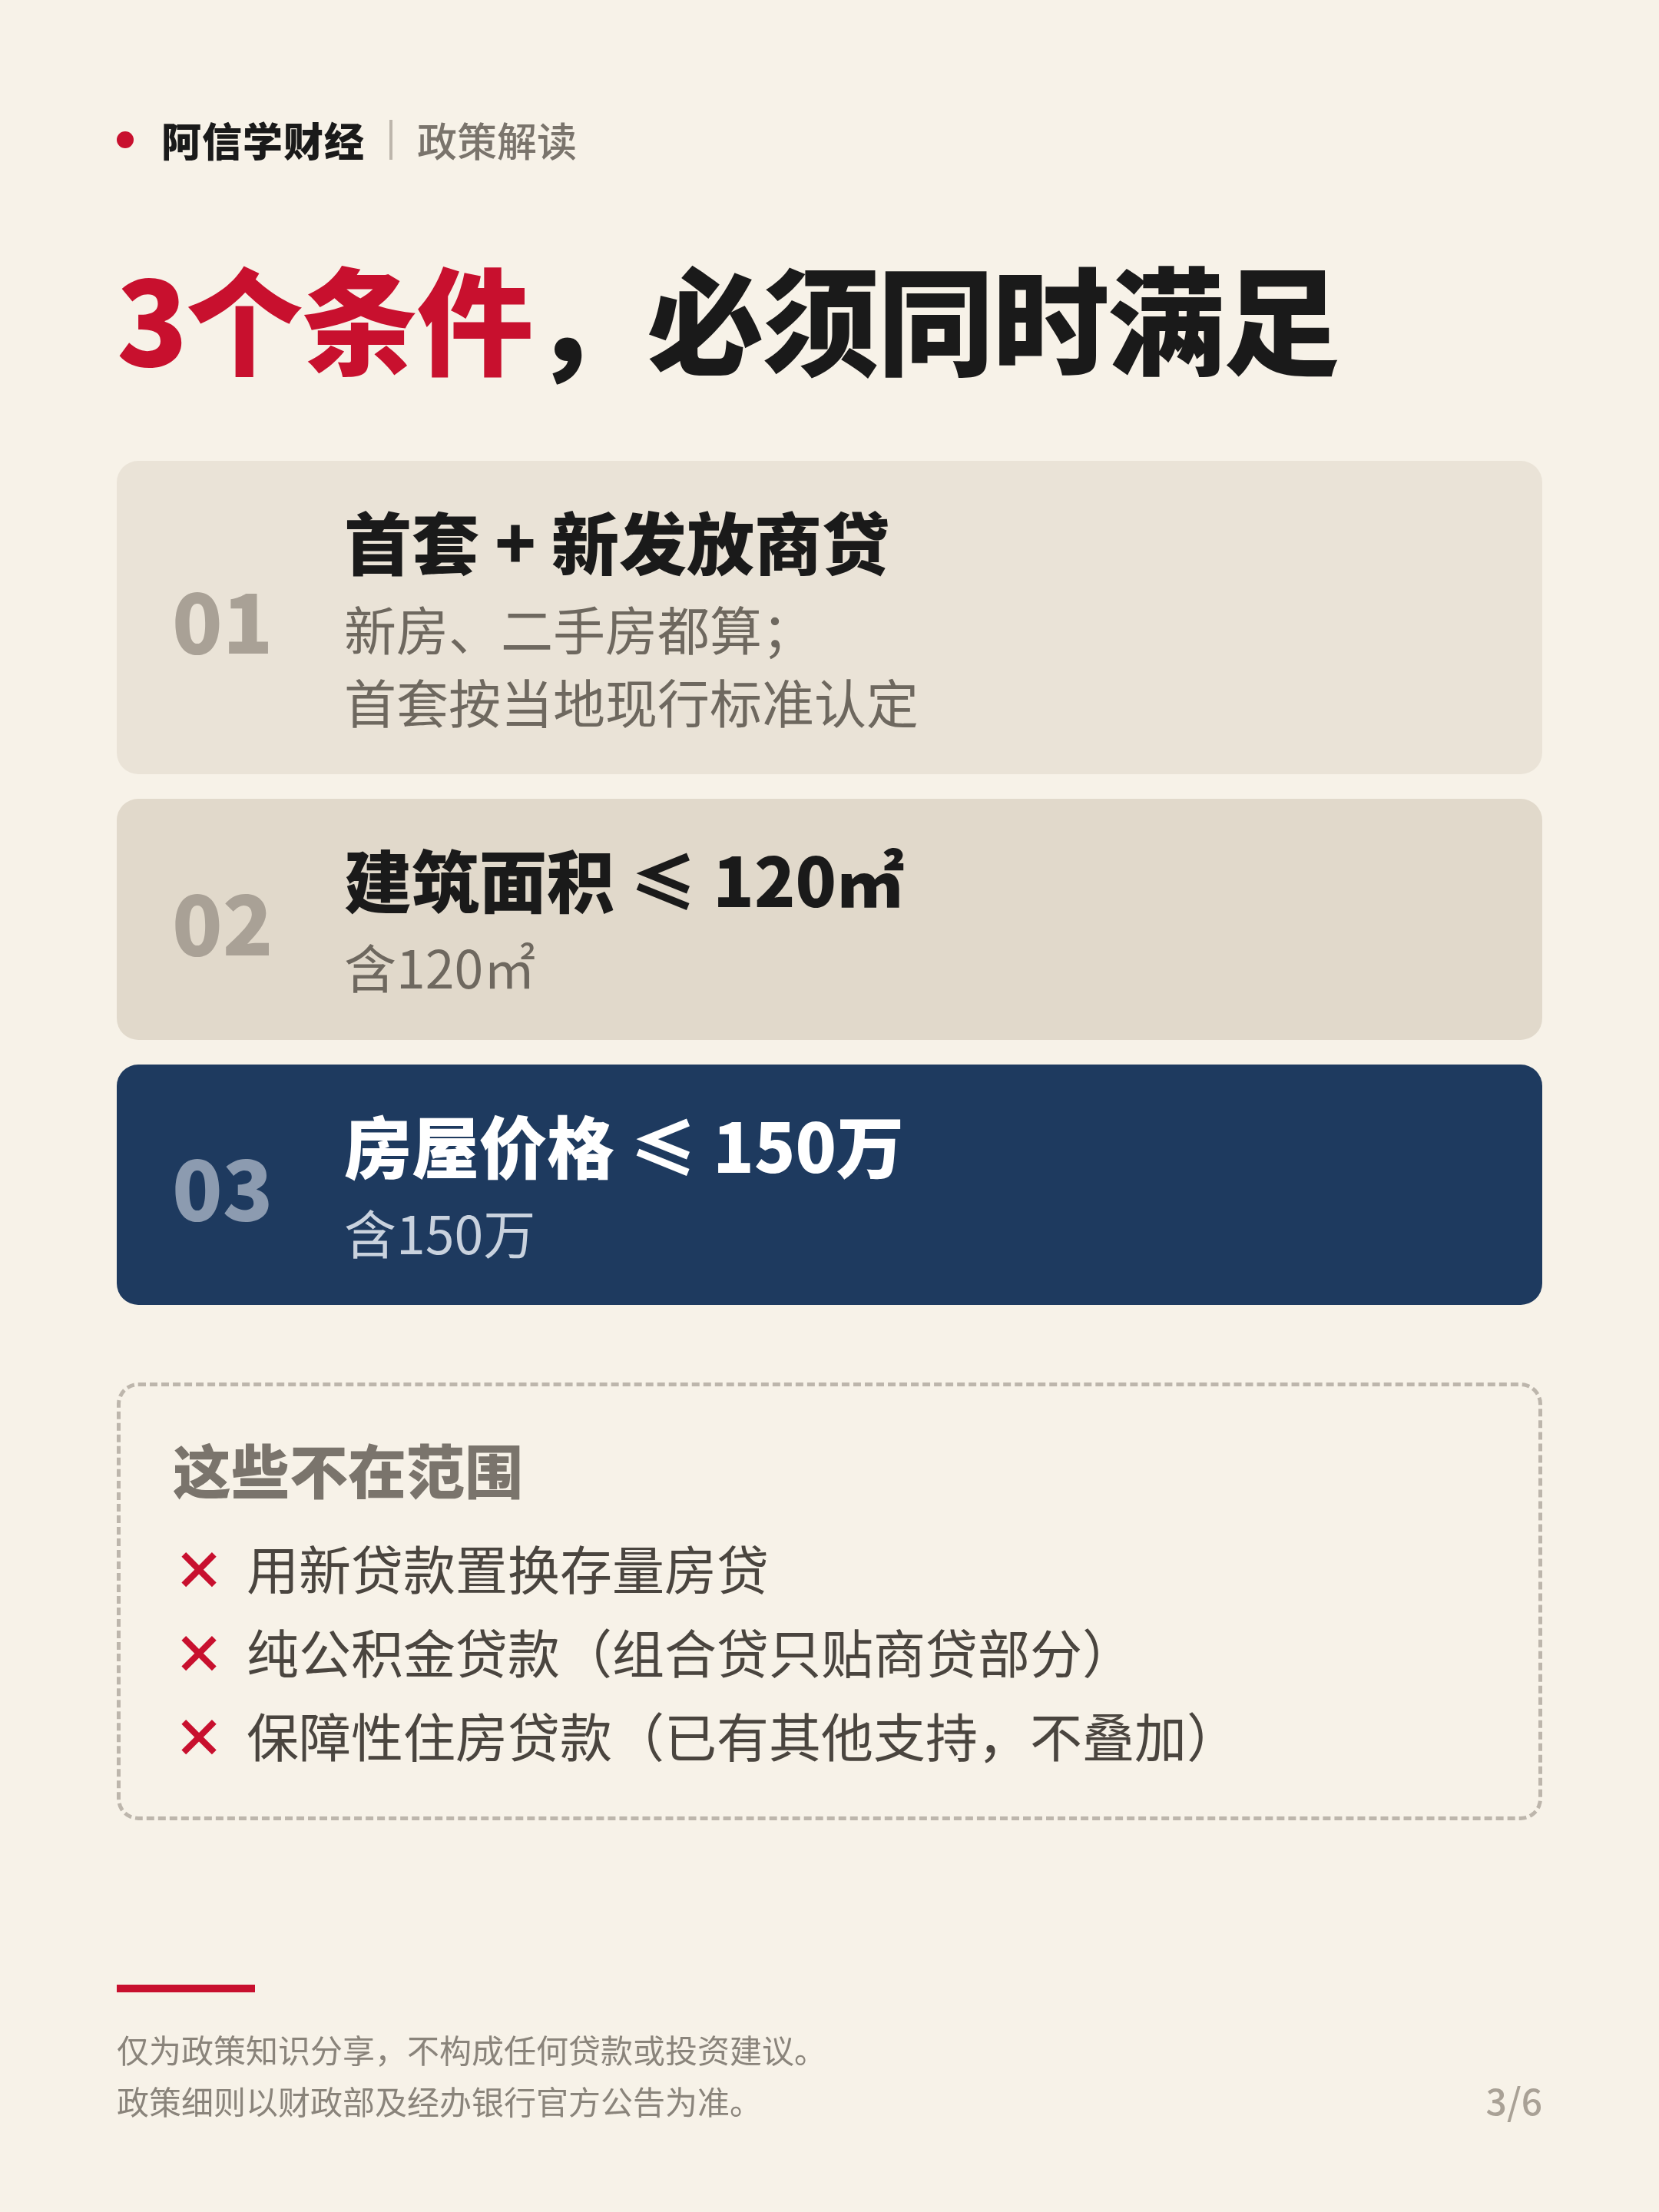 阿信学财经｜政策解读
3个条件，必须同时满足
01
首套 + 新发放商贷
新房、二手房都算；
首套按当地现行标准认定
02
建筑面积 ≤ 120㎡
含120㎡
03
房屋价格 ≤ 150万
含150万
这些不在范围
✕ 用新贷款置换存量房贷
✕ 纯公积金贷款（组合贷只贴商贷部分）
✕ 保障性住房贷款（已有其他支持，不叠加）
仅为政策知识分享，不构成任何贷款或投资建议。
政策细则以财政部及经办银行官方公告为准。
3/6